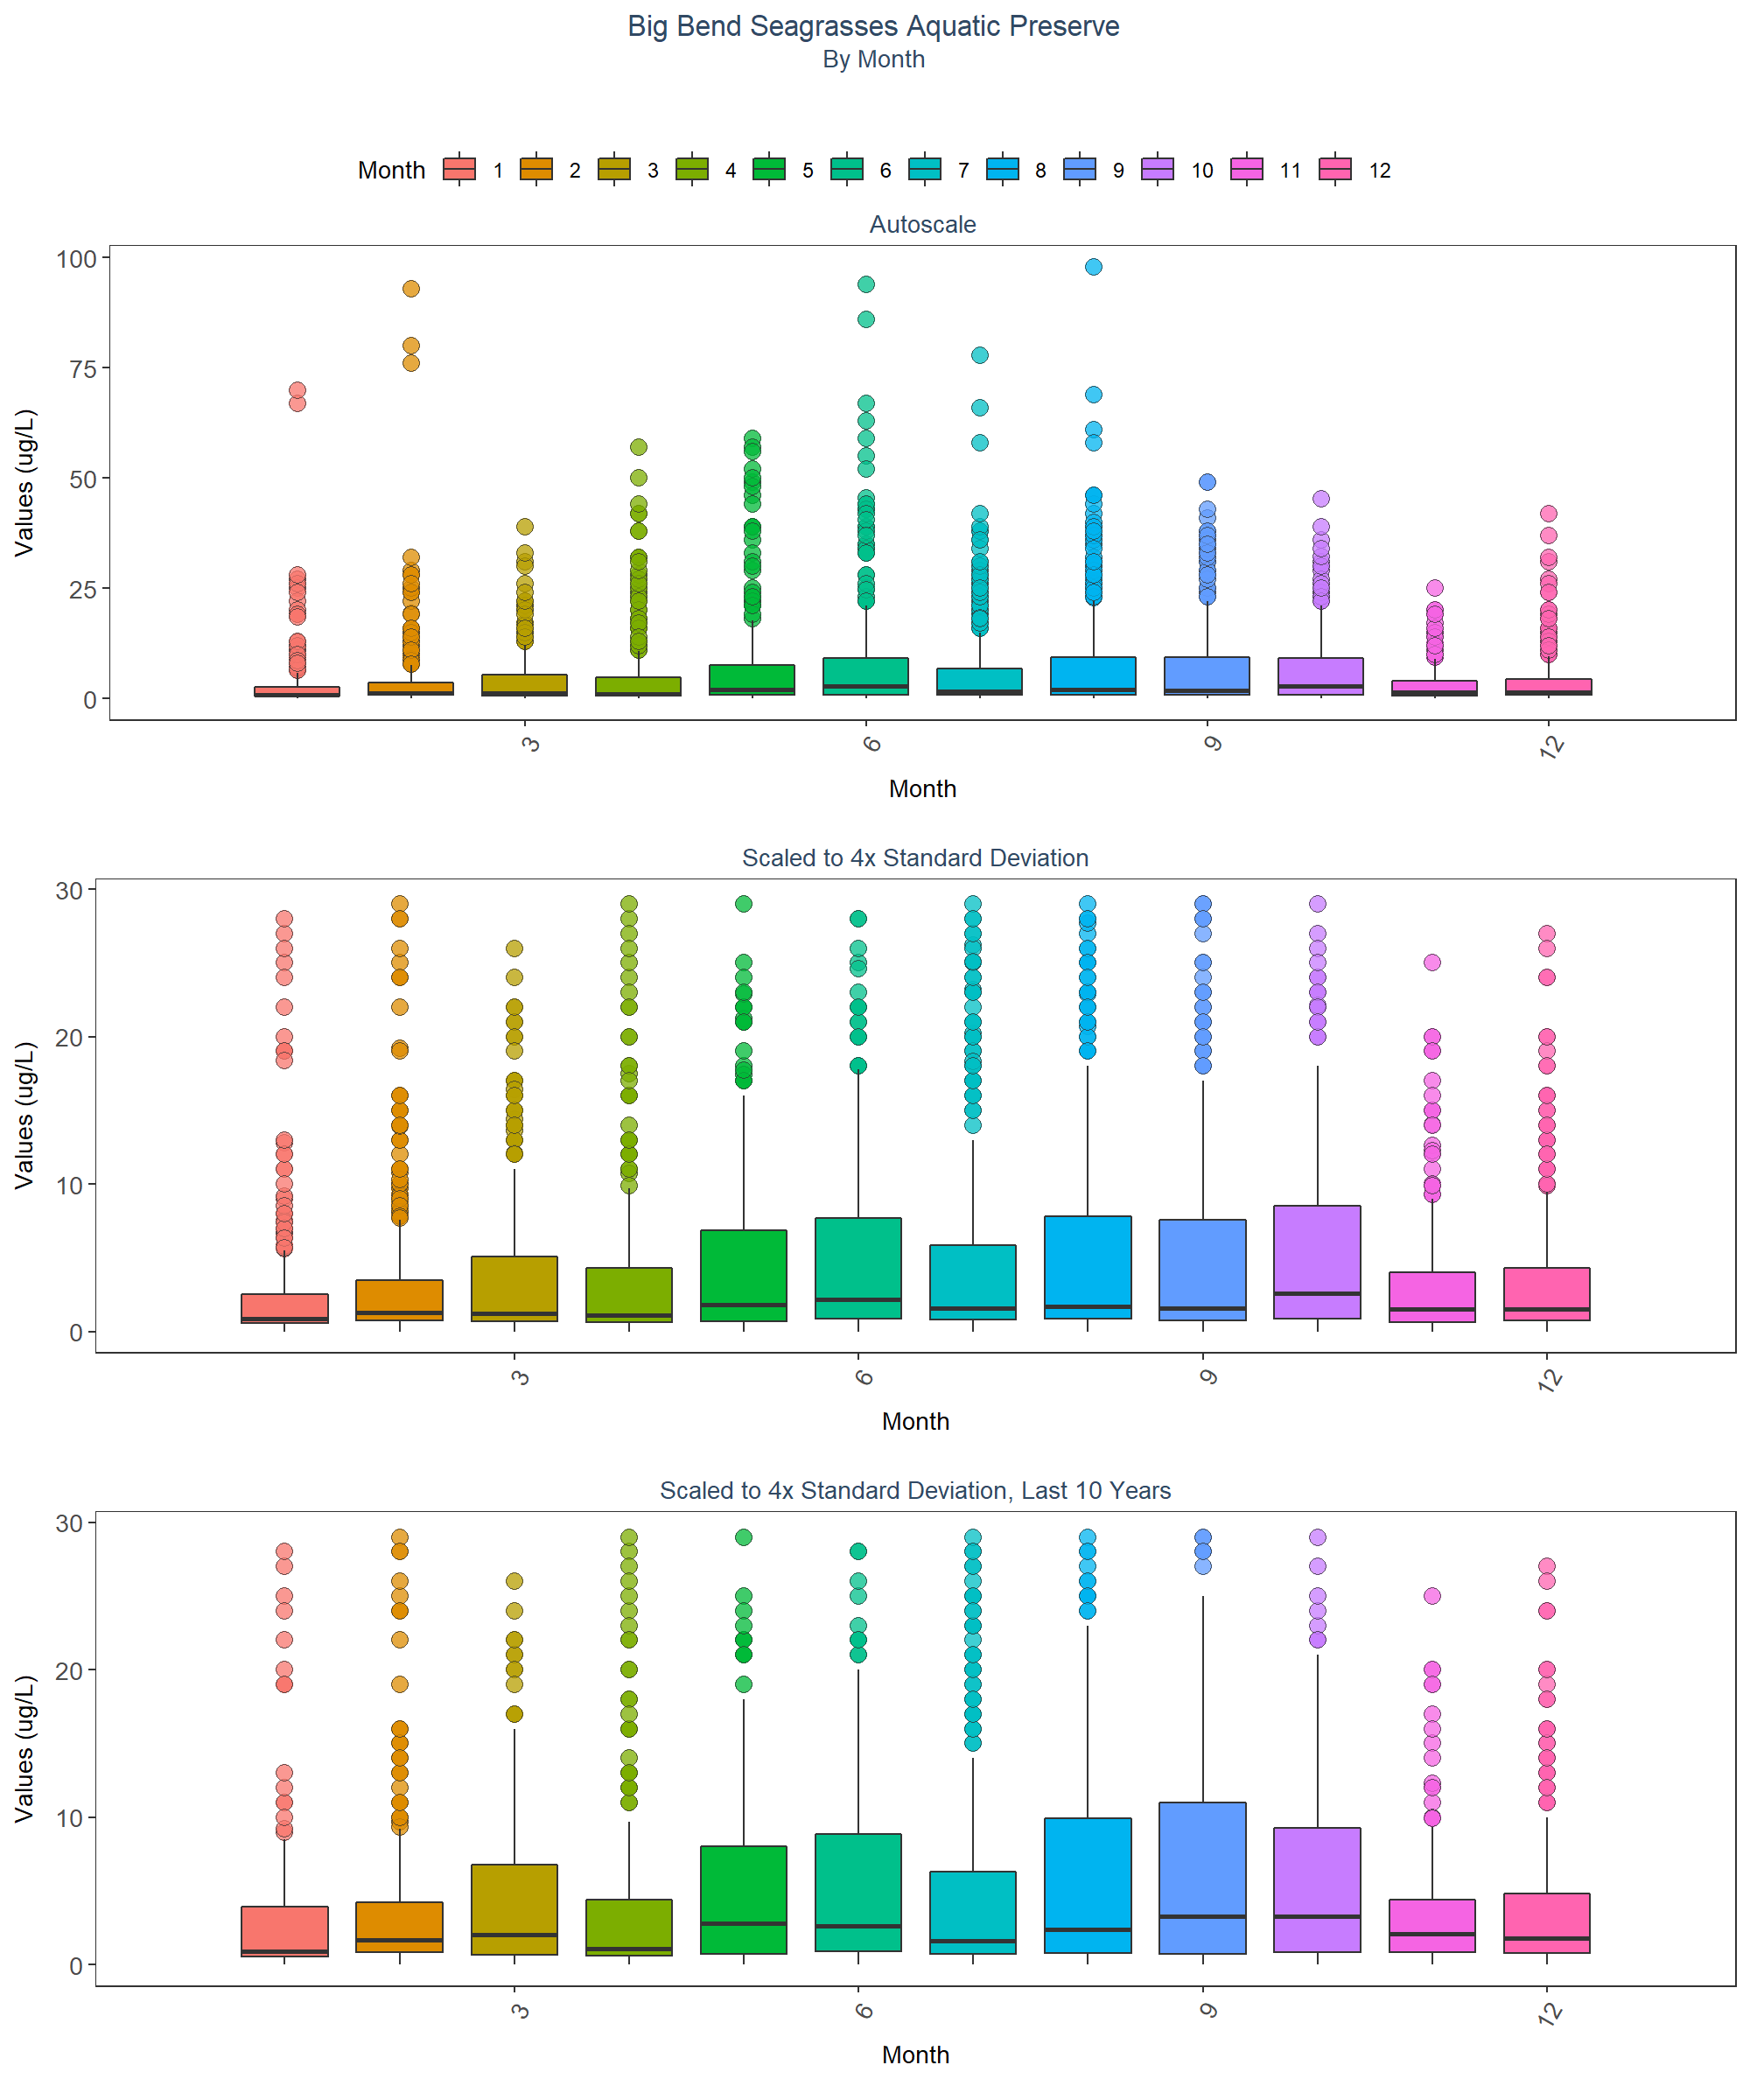 Big Bend Seagrasses Aquatic Preserve
By Month
Month 1 2 3 4 5 6 7 8 9 10 11 12
Autoscale
Values (ug/L)
100
75
50
25
0
3 6 9 12
Month
Scaled to 4x Standard Deviation
Values (ug/L)
30
20
10
0
3 6 9 12
Month
Scaled to 4x Standard Deviation, Last 10 Years
Values (ug/L)
30
20
10
0
3 6 9 12
Month